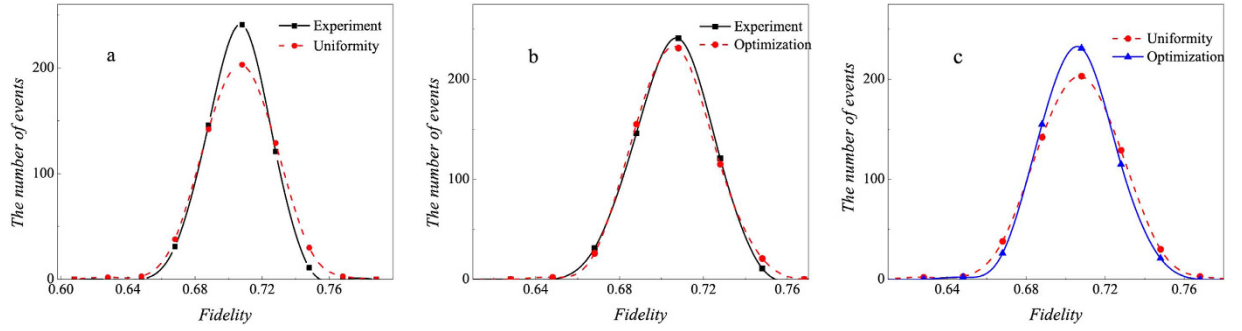 a
Experiment
Uniformity
The number of events
200
100
0
0.60
0.64
0.68
0.72
0.76
Fidelity
b
Experiment
Optimization
The number of events
200
100
0
0.64
0.68
0.72
0.76
Fidelity
c
Uniformity
Optimization
The number of events
200
100
0
0.64
0.68
0.72
0.76
Fidelity